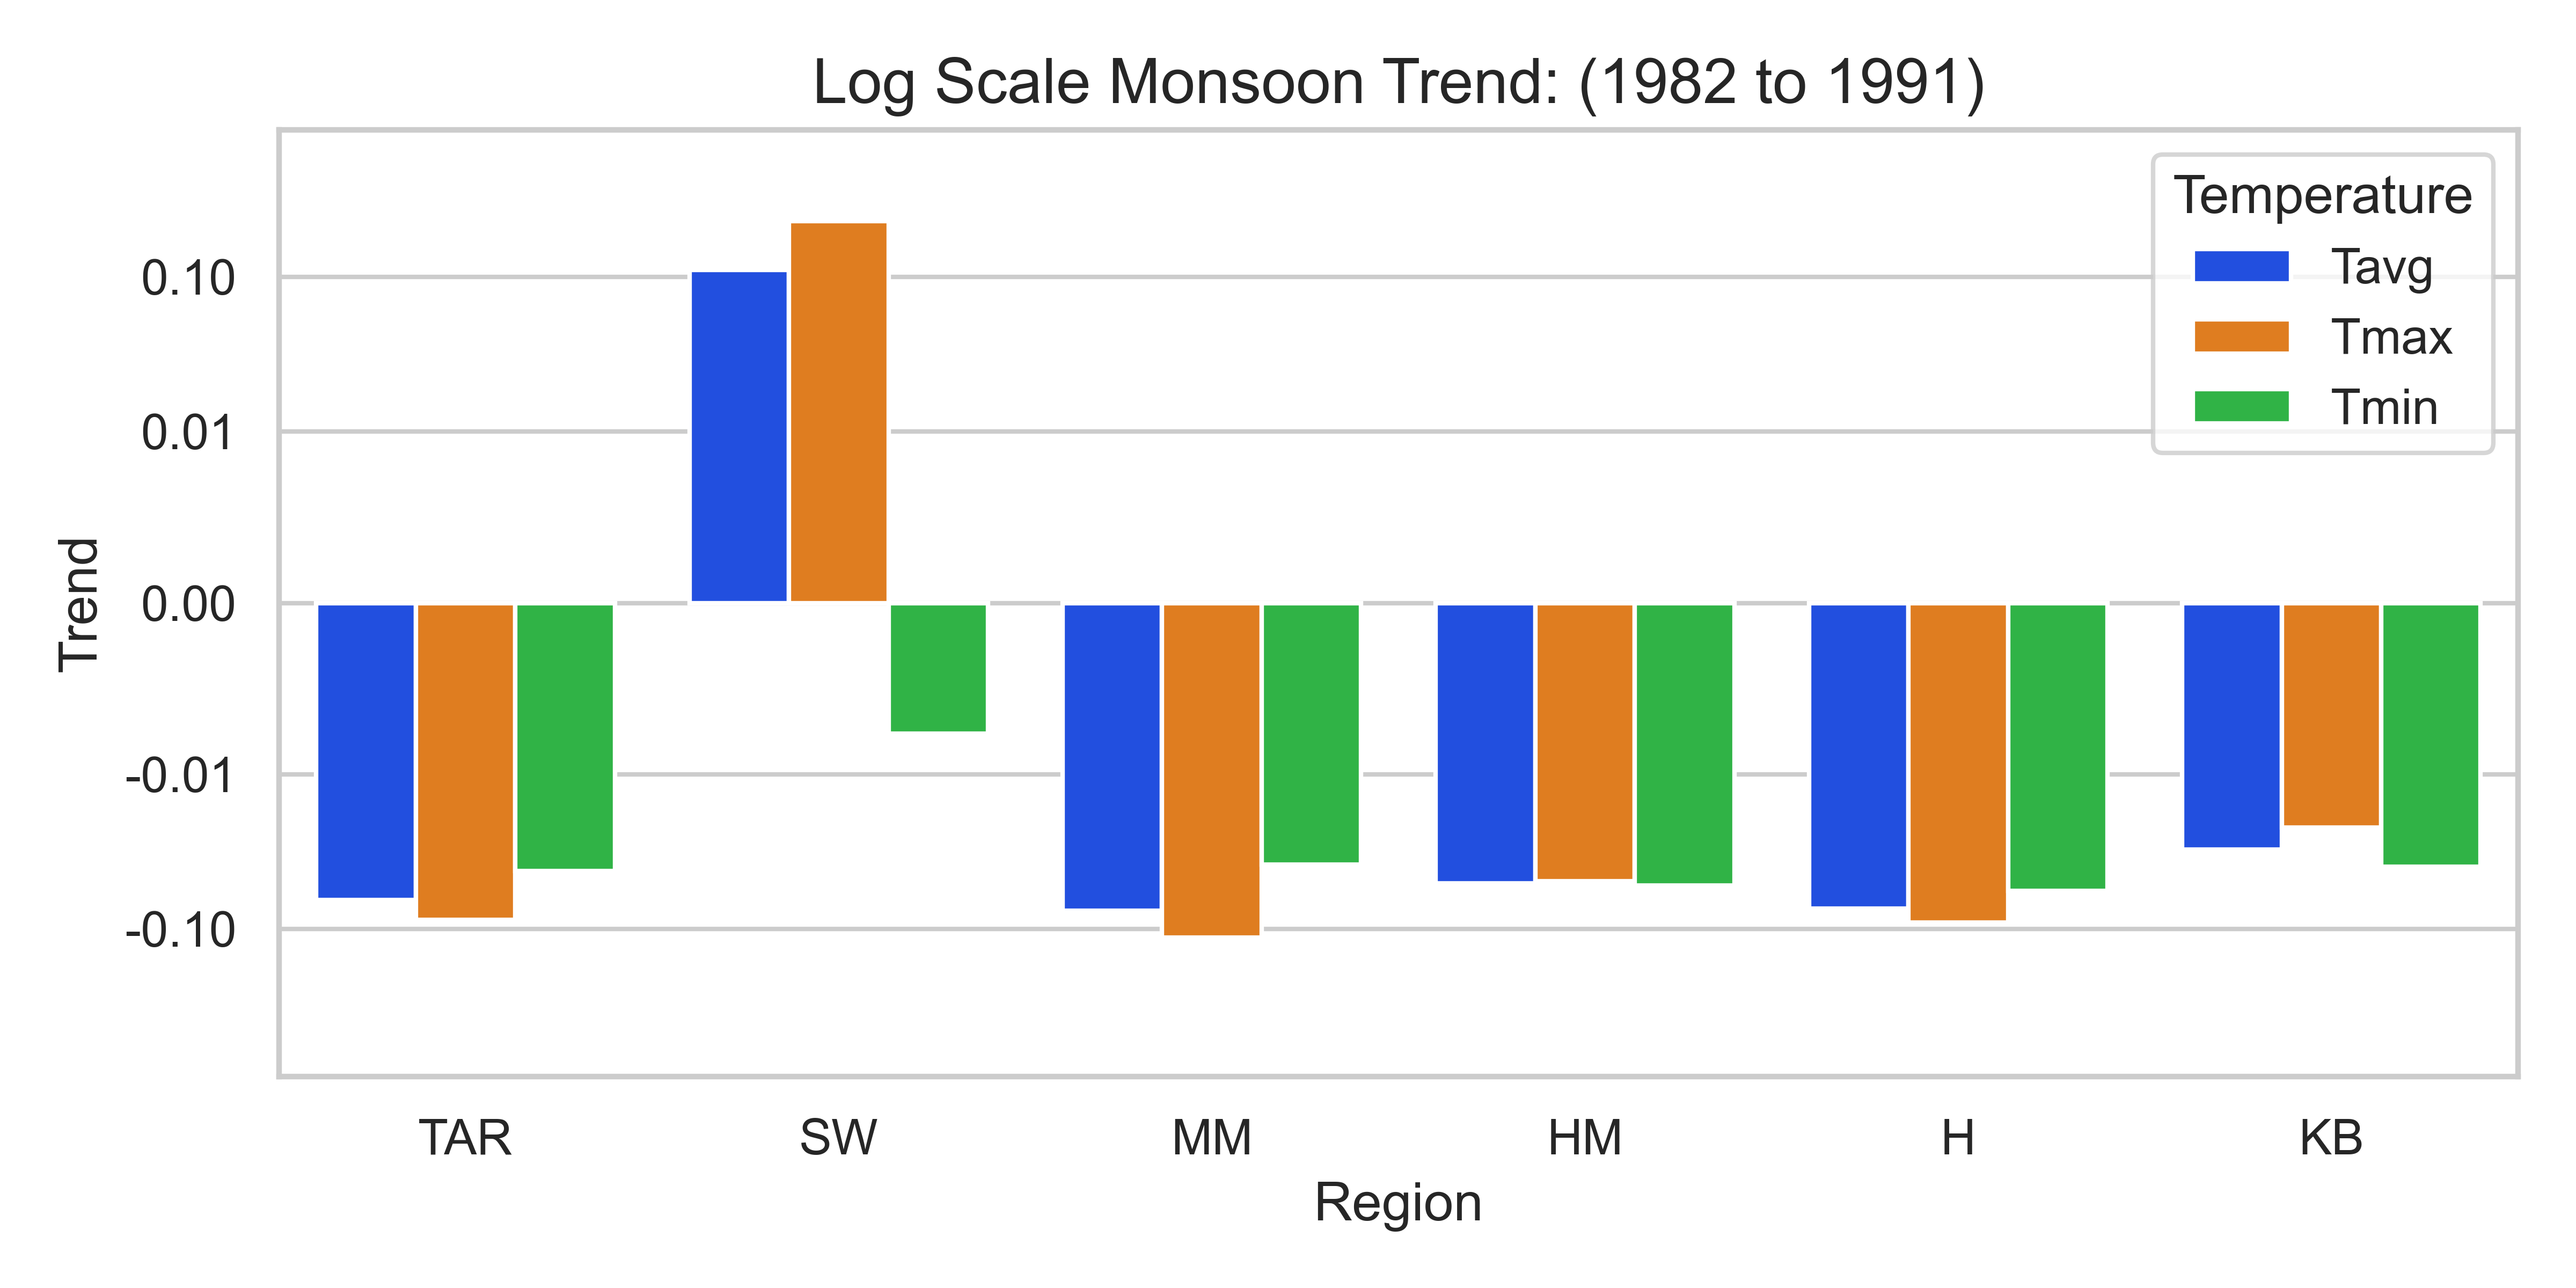 Log Scale Monsoon Trend: (1982 to 1991)
Temperature
Tavg
Tmax
Tmin
0.10
0.01
0.00
-0.01
-0.10
Trend
TAR SW MM HM H KB
Region